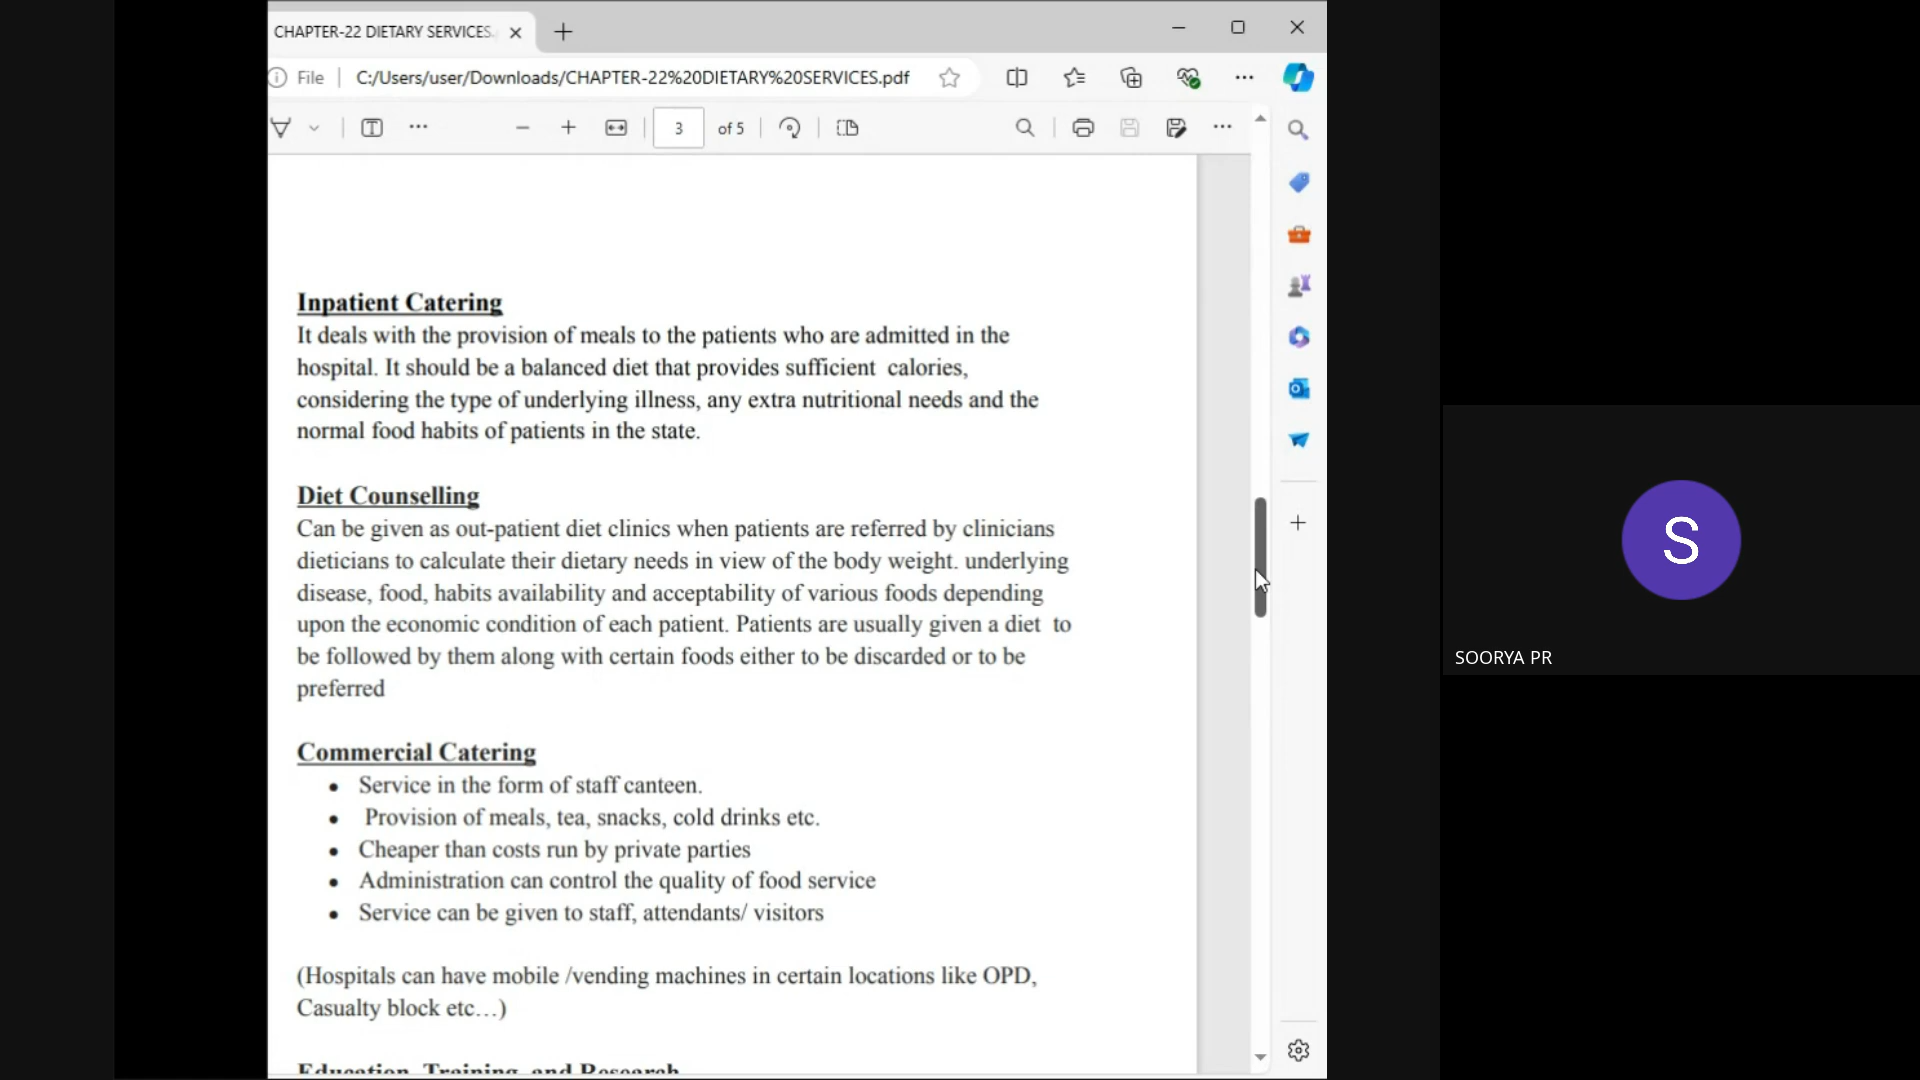 CHAPTER-22 DIETARY SERVICES.
File
C:/Users/user/Downloads/CHAPTER-22%20DIETARY%20SERVICES.pdf
3 of 5
Inpatient Catering
It deals with the provision of meals to the patients who are admitted in the
hospital. It should be a balanced diet that provides sufficient calories,
considering the type of underlying illness, any extra nutritional needs and the
normal food habits of patients in the state.
Diet Counselling
Can be given as out-patient diet clinics when patients are referred by clinicians
dieticians to calculate their dietary needs in view of the body weight. underlying
disease, food, habits availability and acceptability of various foods depending
upon the economic condition of each patient. Patients are usually given a diet to
be followed by them along with certain foods either to be discarded or to be
preferred
Commercial Catering
• Service in the form of staff canteen.
• Provision of meals, tea, snacks, cold drinks etc.
• Cheaper than costs run by private parties
• Administration can control the quality of food service
• Service can be given to staff, attendants/ visitors
(Hospitals can have mobile /vending machines in certain locations like OPD,
Casualty block etc…)
Education, Training, and Research
S
SOORYA PR